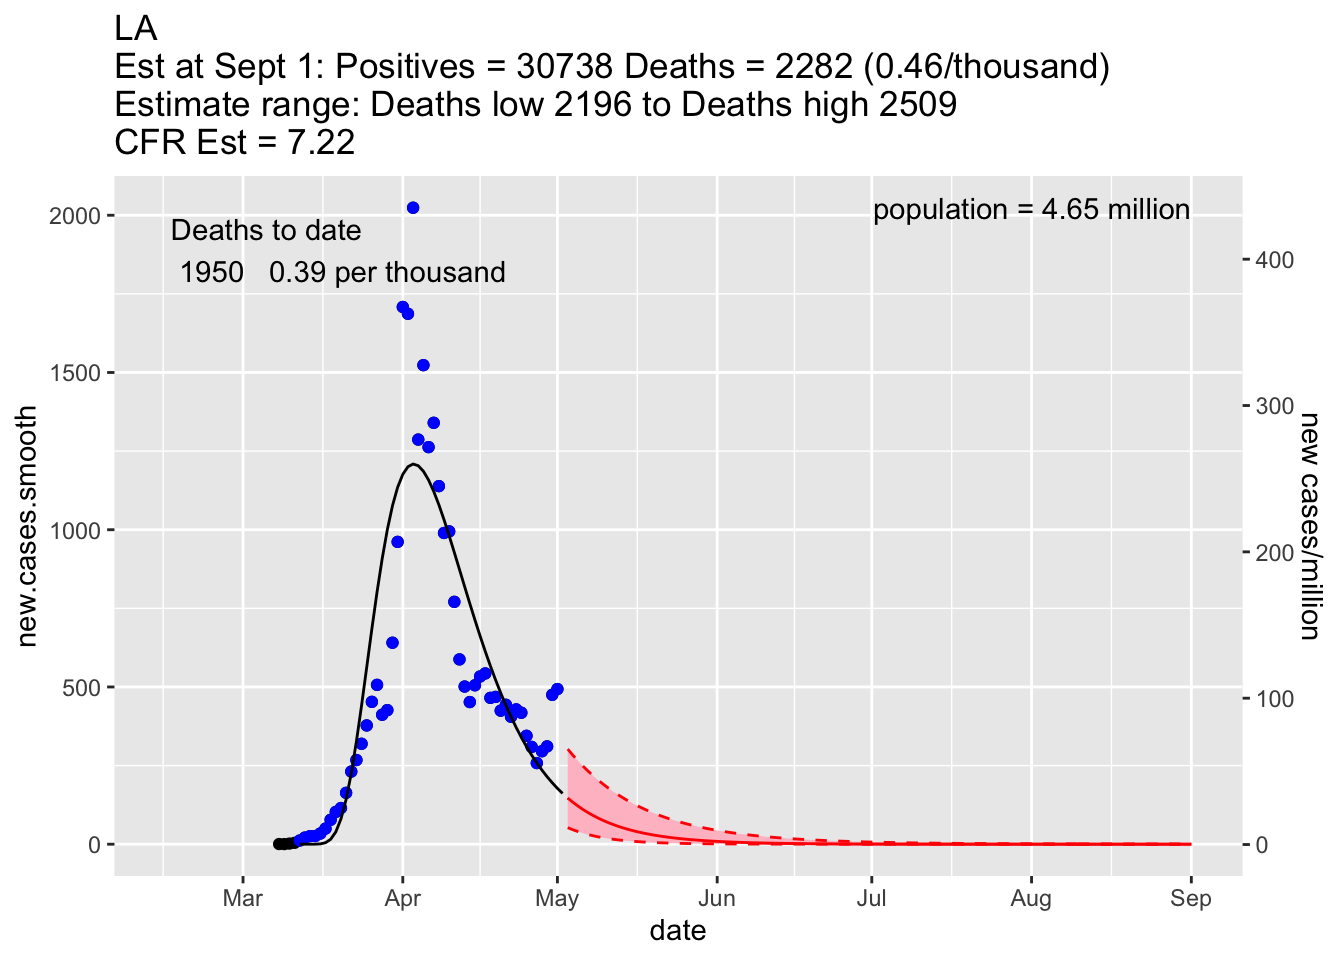 LA
Est at Sept 1: Positives = 30738 Deaths = 2282 (0.46/thousand)
Estimate range: Deaths low 2196 to Deaths high 2509
CFR Est = 7.22
population = 4.65 million
Deaths to date
1950 0.39 per thousand
2000
1500
1000
500
0
new.cases.smooth
400
300
200
100
0
new cases/million
Mar Apr May Jun Jul Aug Sep
date